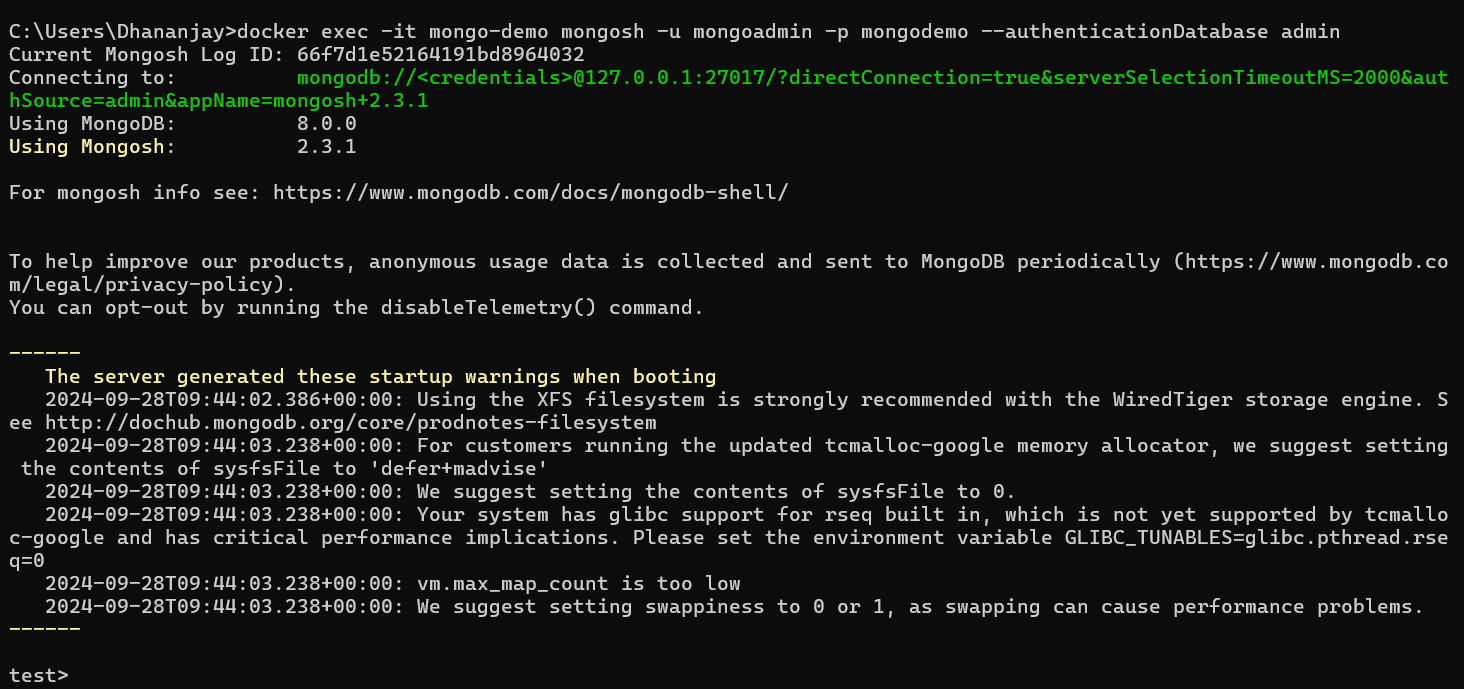 C:\Users\Dhananjay>docker exec -it mongo-demo mongosh -u mongoadmin -p mongodemo --authenticationDatabase admin
Current Mongosh Log ID: 66f7d1e52164191bd8964032
Connecting to:          mongodb://<credentials>@127.0.0.1:27017/?directConnection=true&serverSelectionTimeoutMS=2000&aut
hSource=admin&appName=mongosh+2.3.1
Using MongoDB:          8.0.0
Using Mongosh:          2.3.1
For mongosh info see: https://www.mongodb.com/docs/mongodb-shell/
To help improve our products, anonymous usage data is collected and sent to MongoDB periodically (https://www.mongodb.co
m/legal/privacy-policy).
You can opt-out by running the disableTelemetry() command.
------
   The server generated these startup warnings when booting
   2024-09-28T09:44:02.386+00:00: Using the XFS filesystem is strongly recommended with the WiredTiger storage engine. S
ee http://dochub.mongodb.org/core/prodnotes-filesystem
   2024-09-28T09:44:03.238+00:00: For customers running the updated tcmalloc-google memory allocator, we suggest setting
 the contents of sysfsFile to 'defer+madvise'
   2024-09-28T09:44:03.238+00:00: We suggest setting the contents of sysfsFile to 0.
   2024-09-28T09:44:03.238+00:00: Your system has glibc support for rseq built in, which is not yet supported by tcmallo
c-google and has critical performance implications. Please set the environment variable GLIBC_TUNABLES=glibc.pthread.rse
q=0
   2024-09-28T09:44:03.238+00:00: vm.max_map_count is too low
   2024-09-28T09:44:03.238+00:00: We suggest setting swappiness to 0 or 1, as swapping can cause performance problems.
------
test>